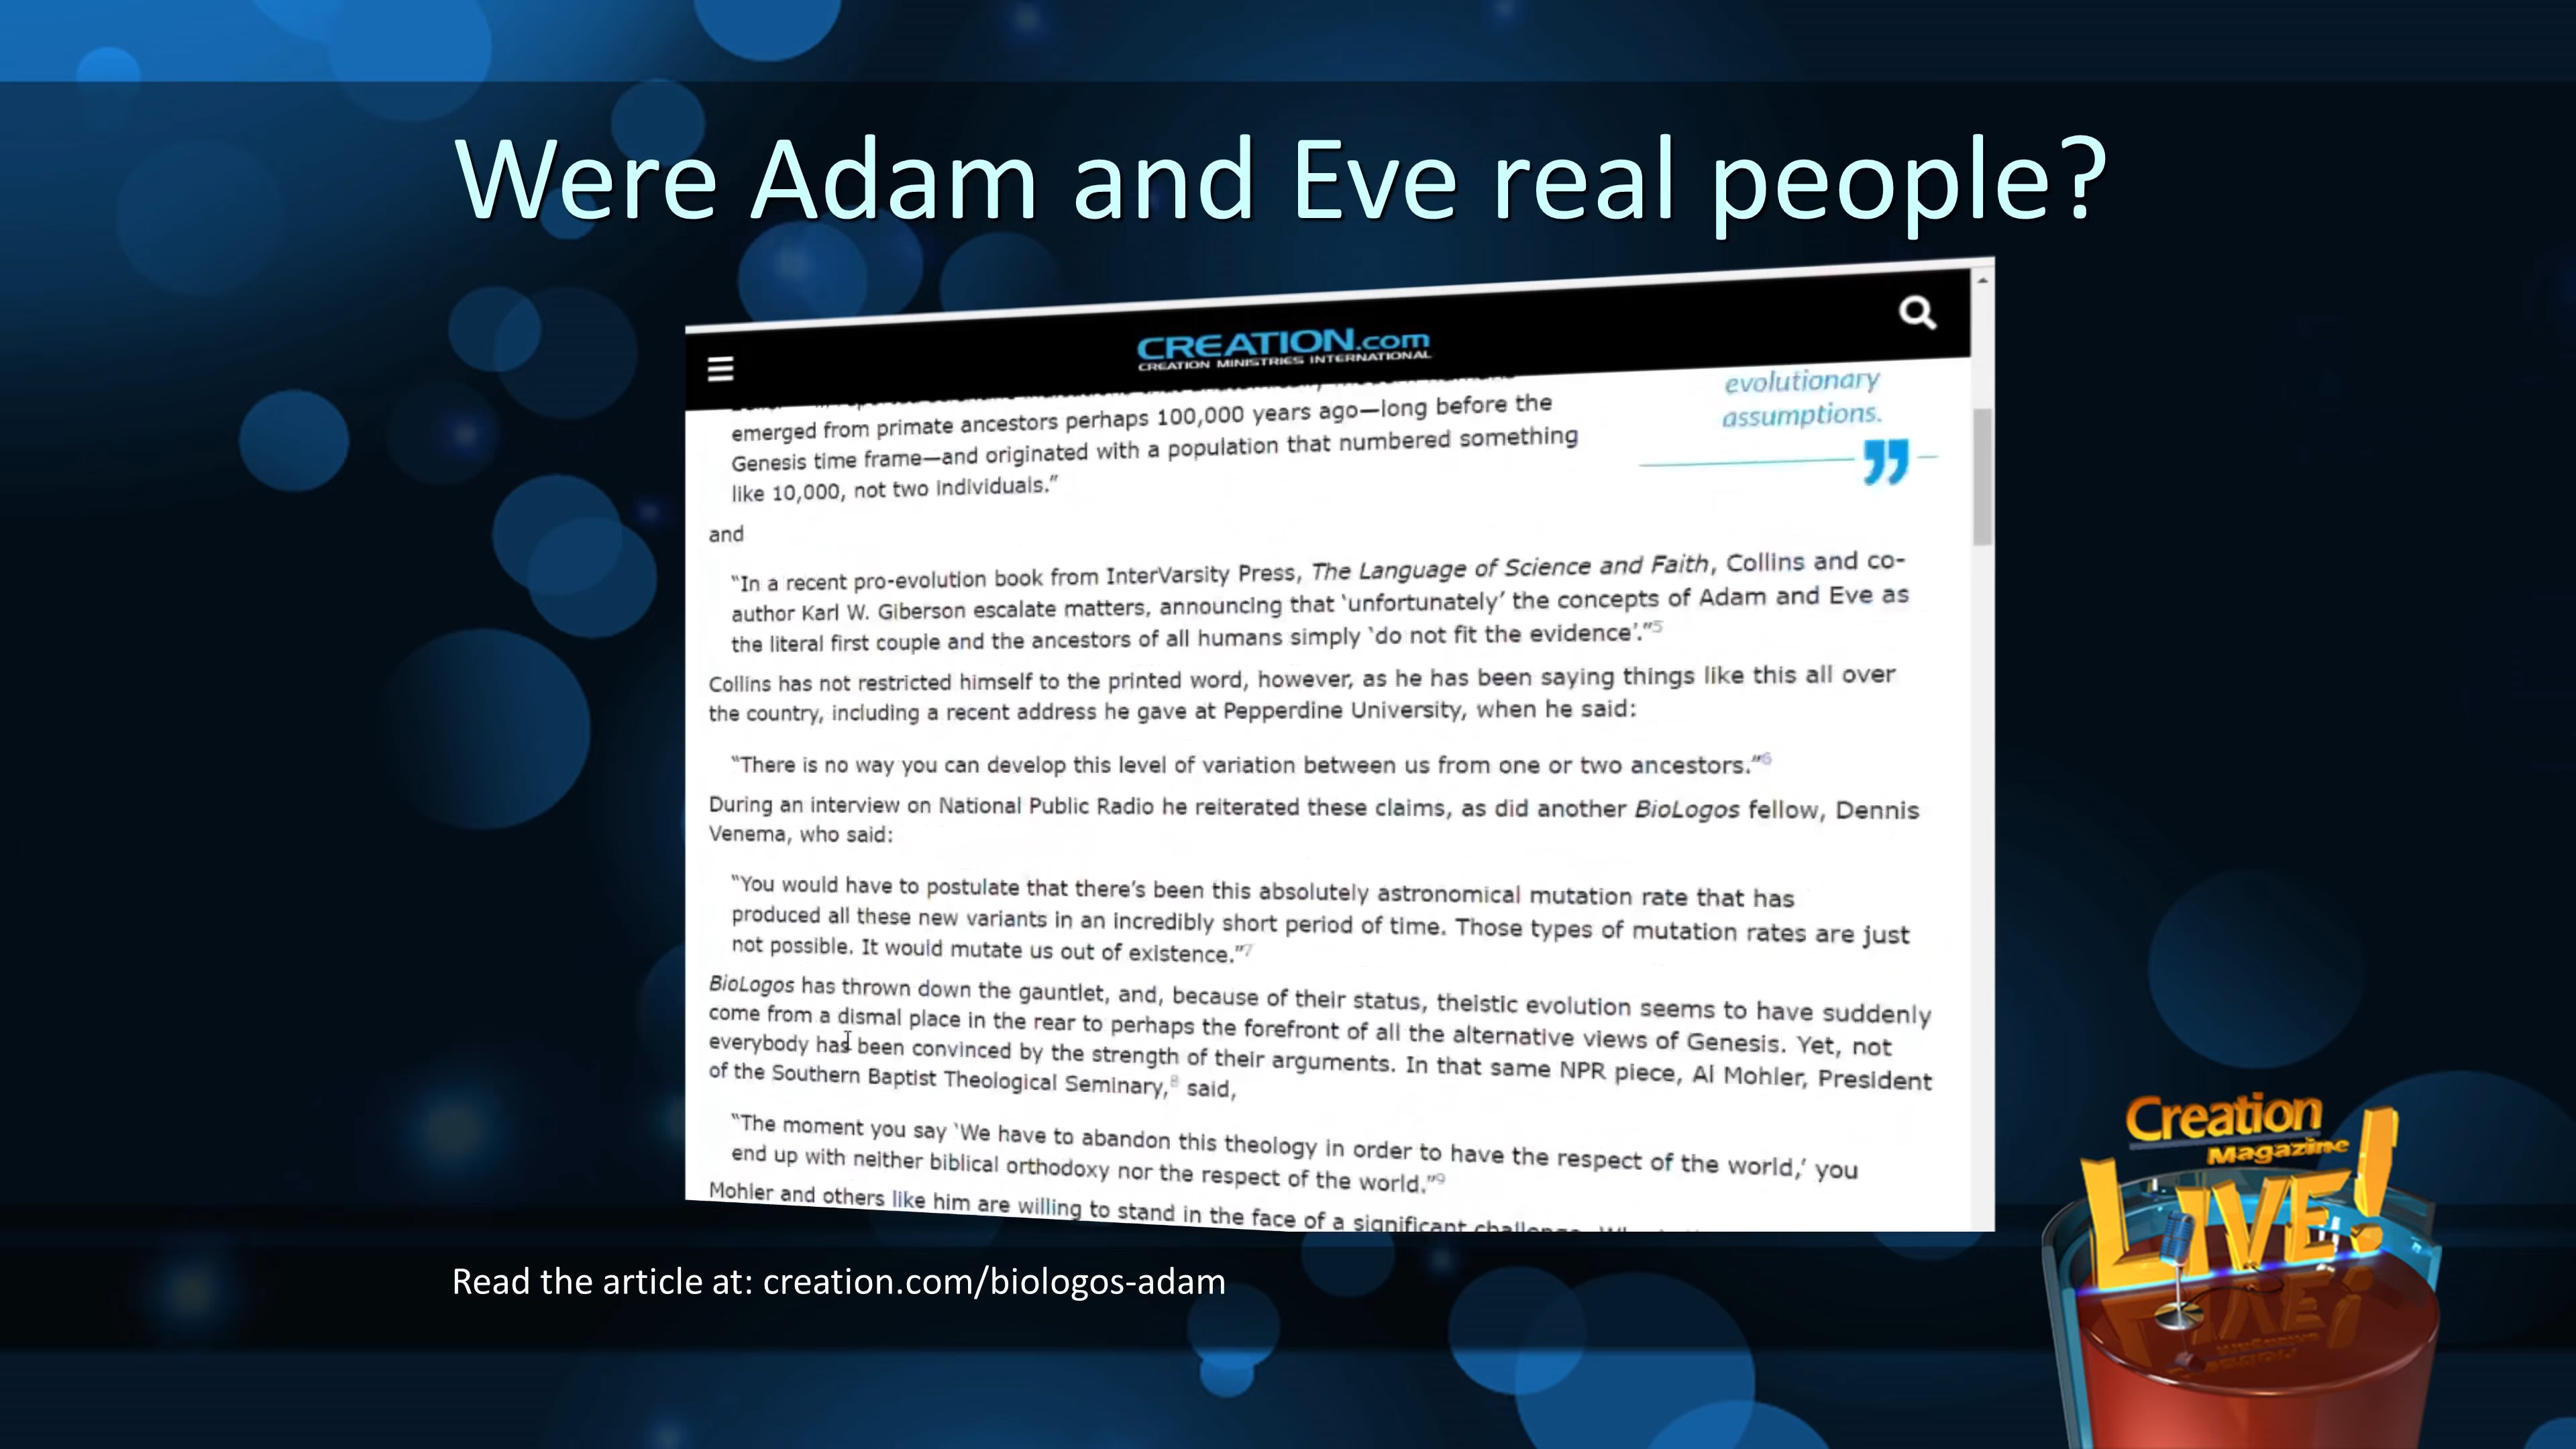 Were Adam and Eve real people?
CREATION.com
CREATION MINISTRIES INTERNATIONAL
evolutionary
assumptions.
”
emerged from primate ancestors perhaps 100,000 years ago—long before the
Genesis time frame—and originated with a population that numbered something
like 10,000, not two individuals.”
and
“In a recent pro-evolution book from InterVarsity Press, The Language of Science and Faith, Collins and co-
author Karl W. Giberson escalate matters, announcing that ‘unfortunately’ the concepts of Adam and Eve as
the literal first couple and the ancestors of all humans simply ‘do not fit the evidence’.”5
Collins has not restricted himself to the printed word, however, as he has been saying things like this all over
the country, including a recent address he gave at Pepperdine University, when he said:
“There is no way you can develop this level of variation between us from one or two ancestors.”6
During an interview on National Public Radio he reiterated these claims, as did another BioLogos fellow, Dennis
Venema, who said:
“You would have to postulate that there’s been this absolutely astronomical mutation rate that has
produced all these new variants in an incredibly short period of time. Those types of mutation rates are just
not possible. It would mutate us out of existence.”7
BioLogos has thrown down the gauntlet, and, because of their status, theistic evolution seems to have suddenly
come from a dismal place in the rear to perhaps the forefront of all the alternative views of Genesis. Yet, not
everybody has been convinced by the strength of their arguments. In that same NPR piece, Al Mohler, President
of the Southern Baptist Theological Seminary,8 said,
“The moment you say ‘We have to abandon this theology in order to have the respect of the world,’ you
end up with neither biblical orthodoxy nor the respect of the world.”9
Mohler and others like him are willing to stand in the face of a significant challenge.
Read the article at: creation.com/biologos-adam
Creation
Magazine
LIVE!